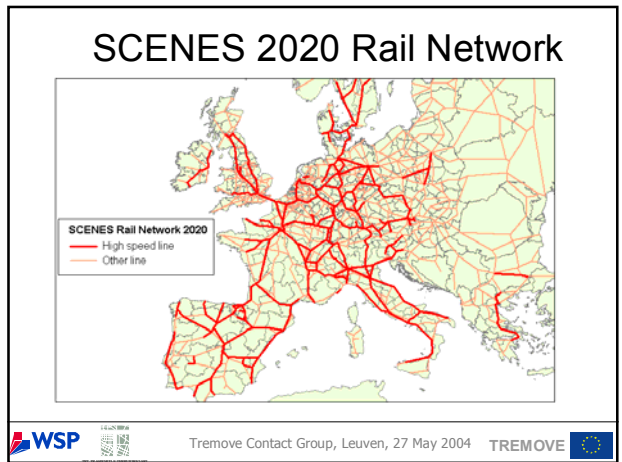 SCENES 2020 Rail Network
SCENES Rail Network 2020
High speed line
Other line
WSP
Tremove Contact Group, Leuven, 27 May 2004
TREMOVE